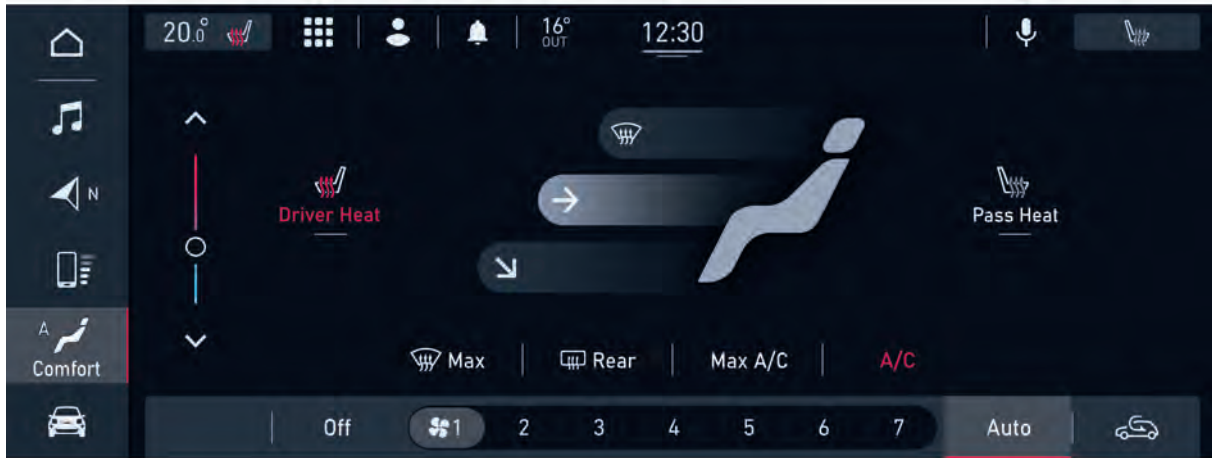 20.0°
16°
OUT
12:30
N
Driver Heat
Pass Heat
A
Comfort
Max
Rear
Max A/C
A/C
Off
1 2 3 4 5 6 7
Auto